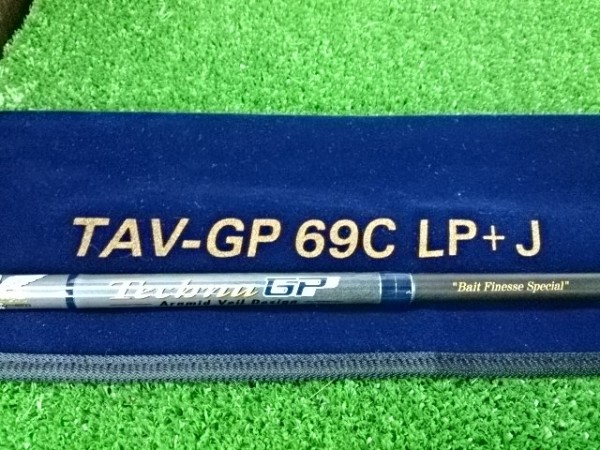 TAV-GP 69C LP+J
Techna GP
Aramid Veil Design
"Bait Finesse Special"